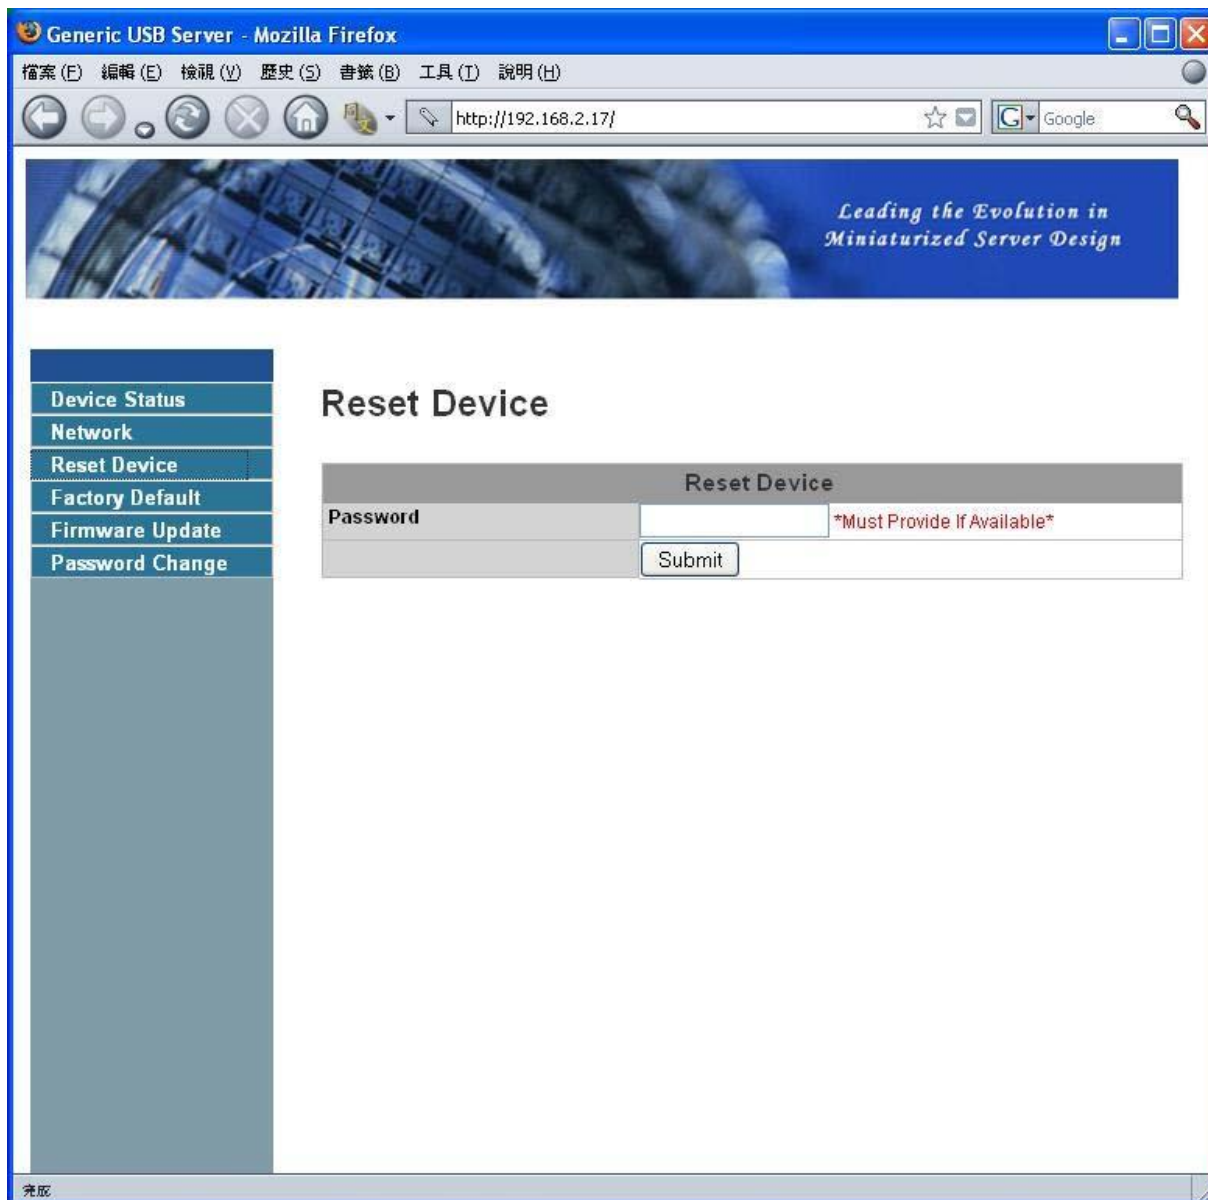 Generic USB Server - Mozilla Firefox
檔案(F) 編輯(E) 檢視(V) 歷史(S) 書籤(B) 工具(T) 說明(H)
http://192.168.2.17/ G Google
Leading the Evolution in
Miniaturized Server Design
Device Status
Network
Reset Device
Factory Default
Firmware Update
Password Change
Reset Device
Reset Device
Password *Must Provide If Available*
Submit
完成